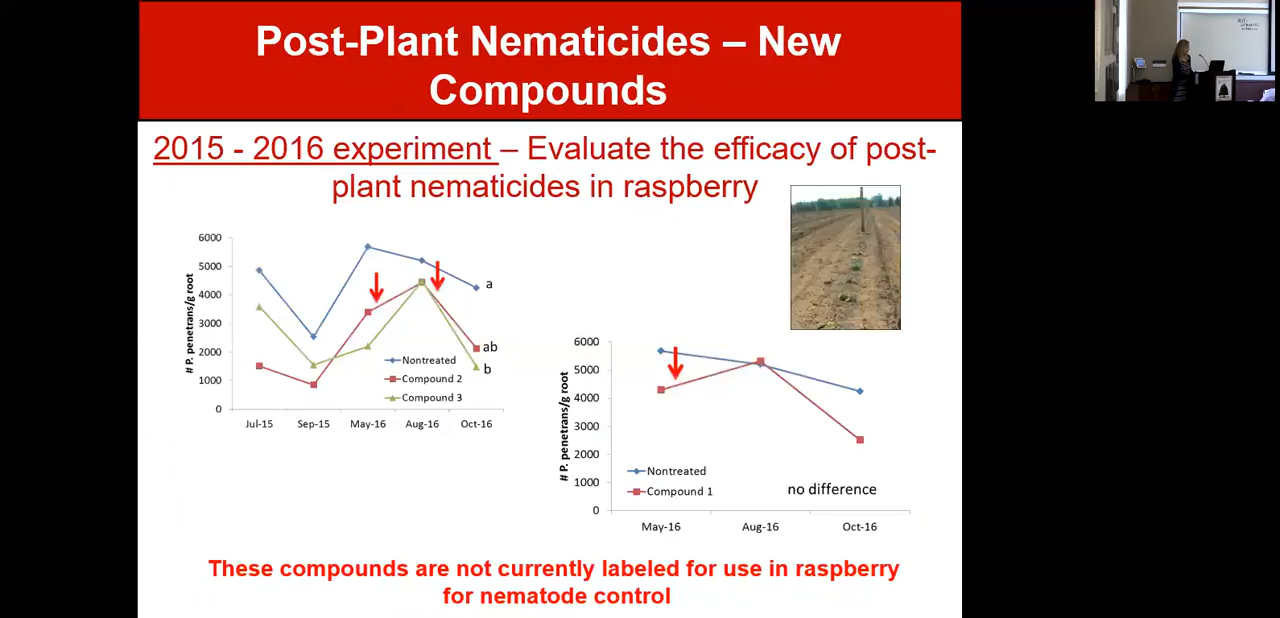 Post-Plant Nematicides – New
Compounds
2015 - 2016 experiment – Evaluate the efficacy of post-
plant nematicides in raspberry
6000
5000
4000
3000
2000
1000
0
# P. penetrans/g root
a
ab
b
Nontreated
Compound 2
Compound 3
Jul-15 Sep-15 May-16 Aug-16 Oct-16
6000
5000
4000
3000
2000
1000
0
# P. penetrans/g root
Nontreated
Compound 1
no difference
May-16 Aug-16 Oct-16
These compounds are not currently labeled for use in raspberry
for nematode control